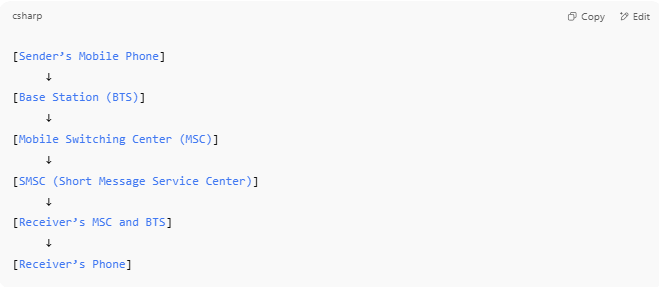 csharp
Copy
Edit
[Sender’s Mobile Phone]
↓
[Base Station (BTS)]
↓
[Mobile Switching Center (MSC)]
↓
[SMSC (Short Message Service Center)]
↓
[Receiver’s MSC and BTS]
↓
[Receiver’s Phone]